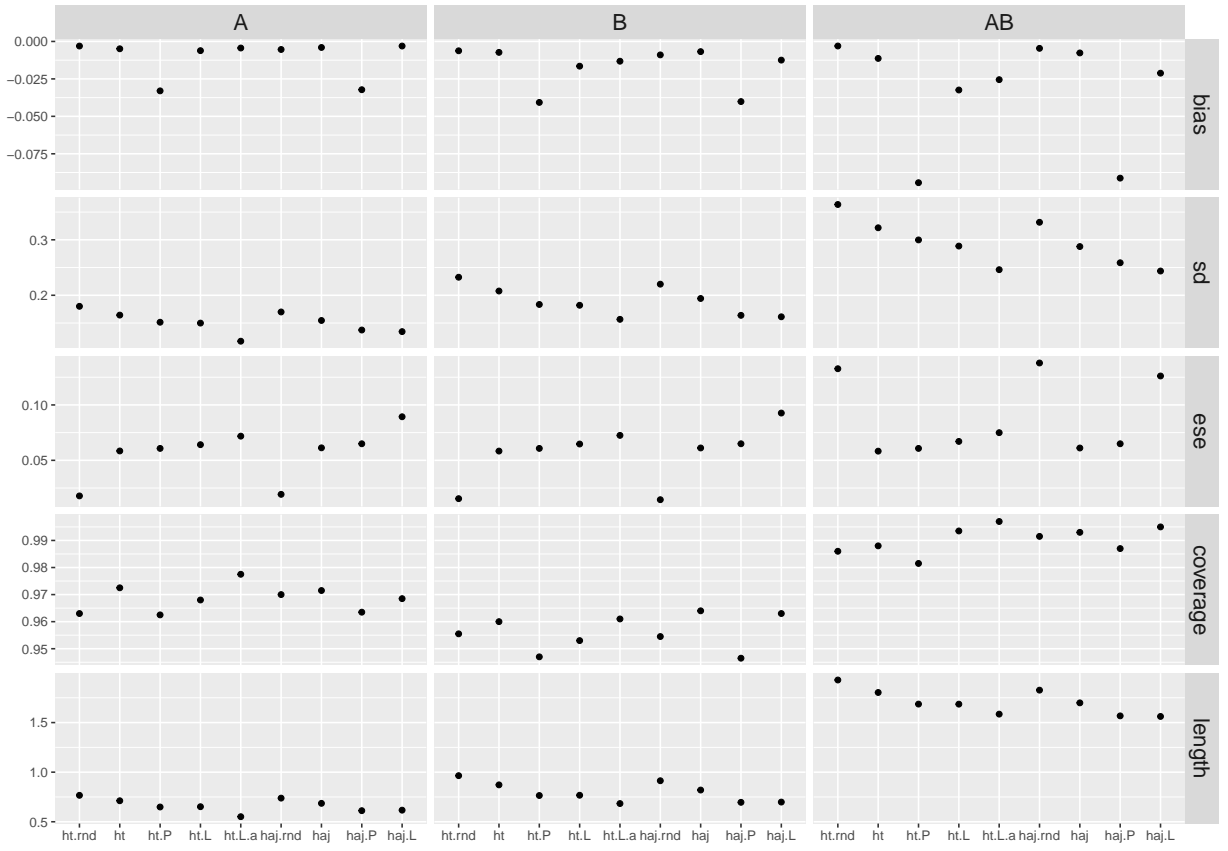 A B AB
0.000
−0.025
−0.050
−0.075
bias
0.3
0.2
sd
0.10
0.05
ese
0.99
0.98
0.97
0.96
0.95
coverage
1.5
1.0
0.5
length
ht.rnd ht ht.P ht.L ht.L.a haj.rnd haj haj.P haj.L ht.rnd ht ht.P ht.L ht.L.a haj.rnd haj haj.P haj.L ht.rnd ht ht.P ht.L ht.L.a haj.rnd haj haj.P haj.L